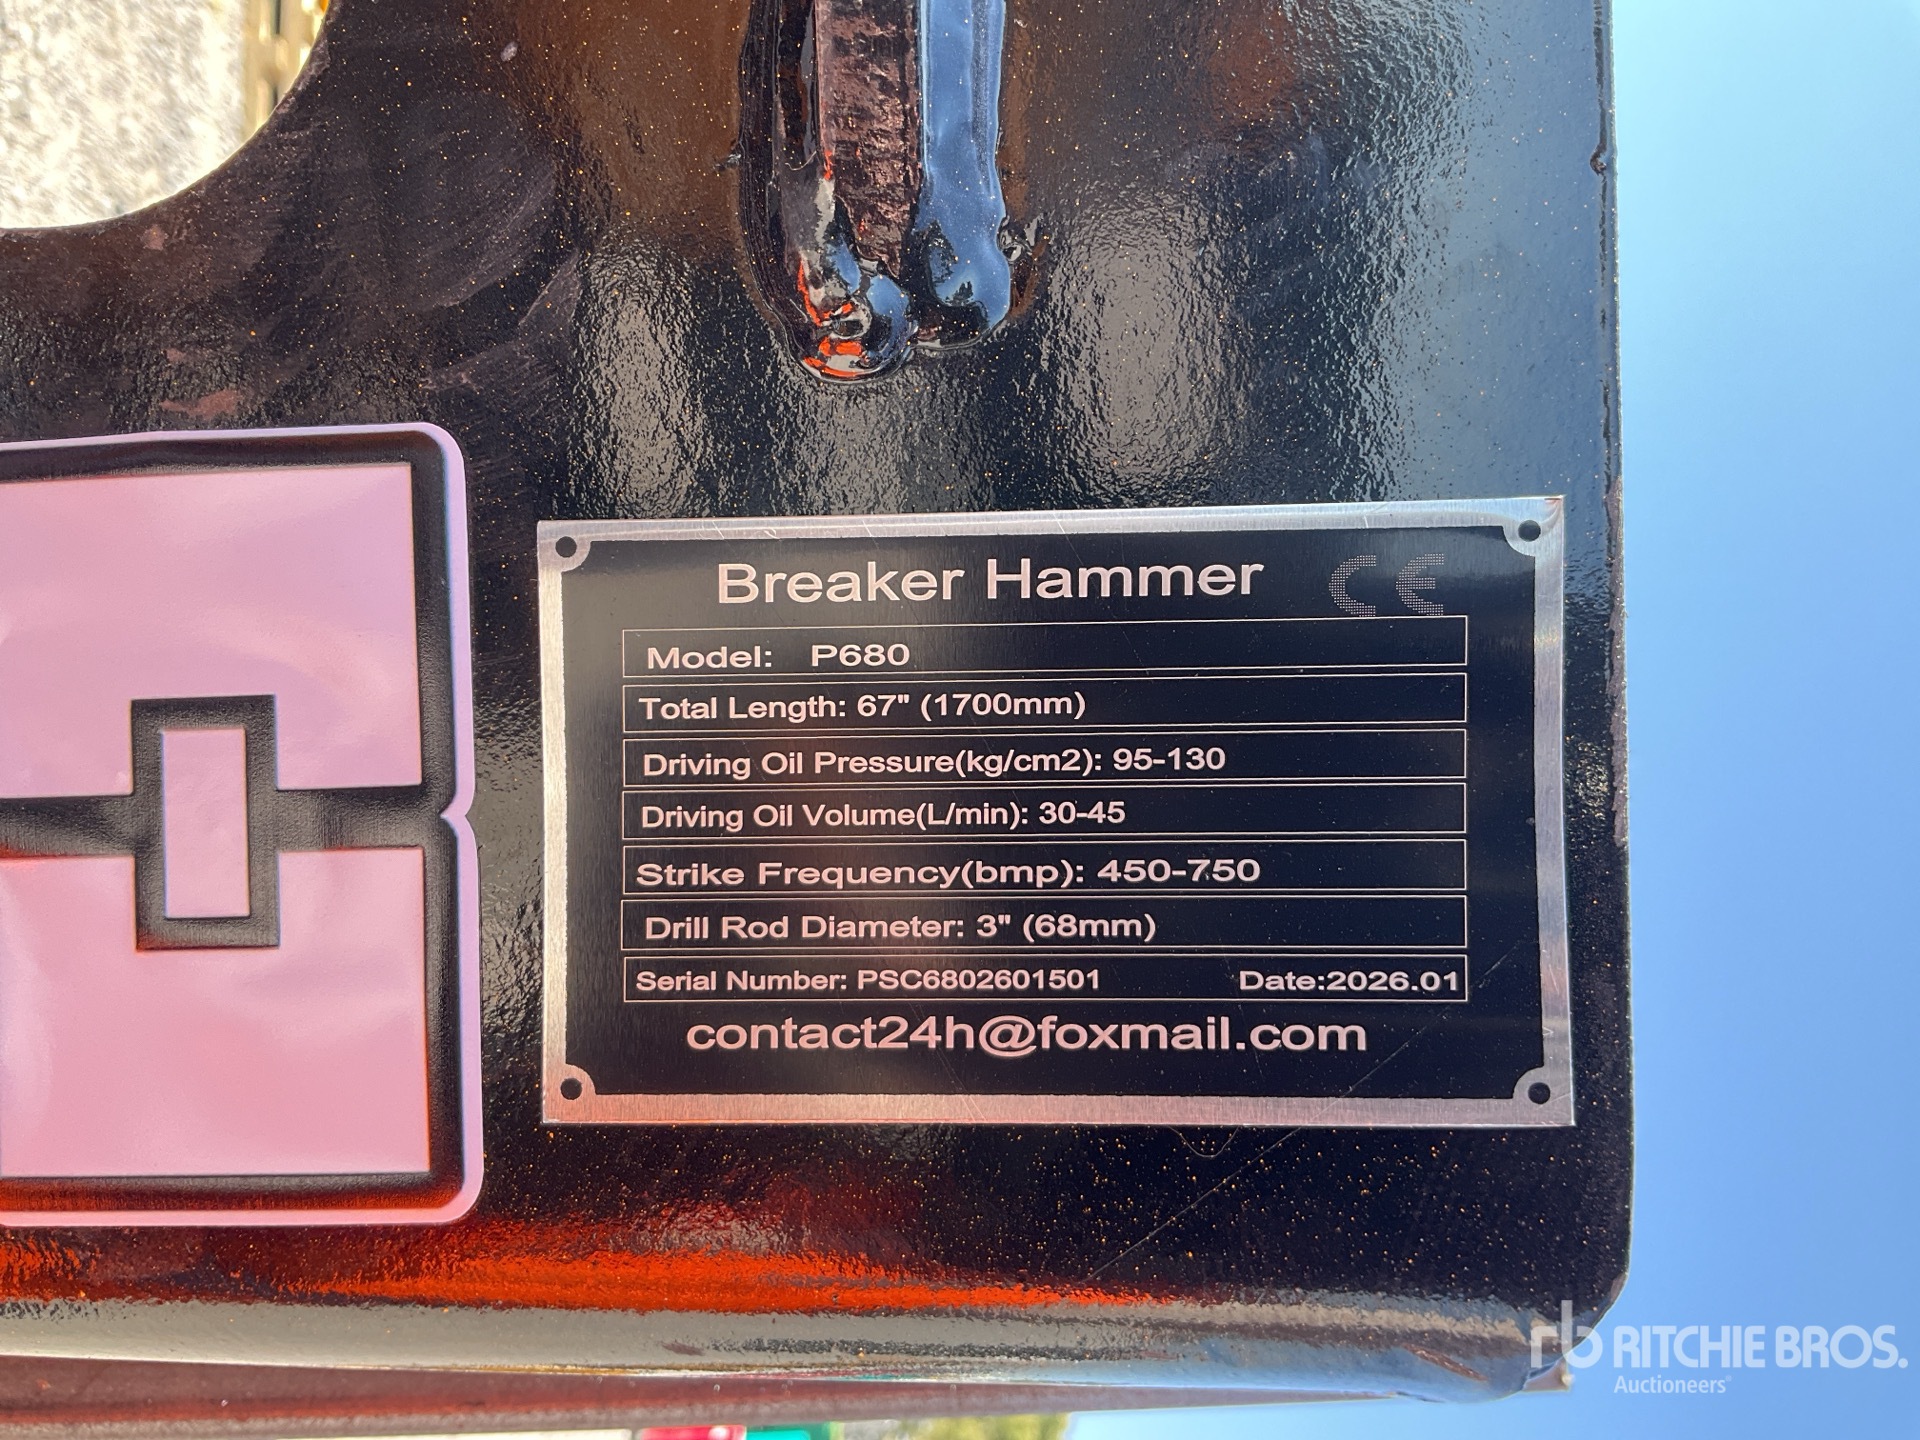 Breaker Hammer CE
Model: P680
Total Length: 67" (1700mm)
Driving Oil Pressure(kg/cm2): 95-130
Driving Oil Volume(L/min): 30-45
Strike Frequency(bmp): 450-750
Drill Rod Diameter: 3" (68mm)
Serial Number: PSC6802601501 Date:2026.01
contact24h@foxmail.com
rb RITCHIE BROS.
Auctioneers